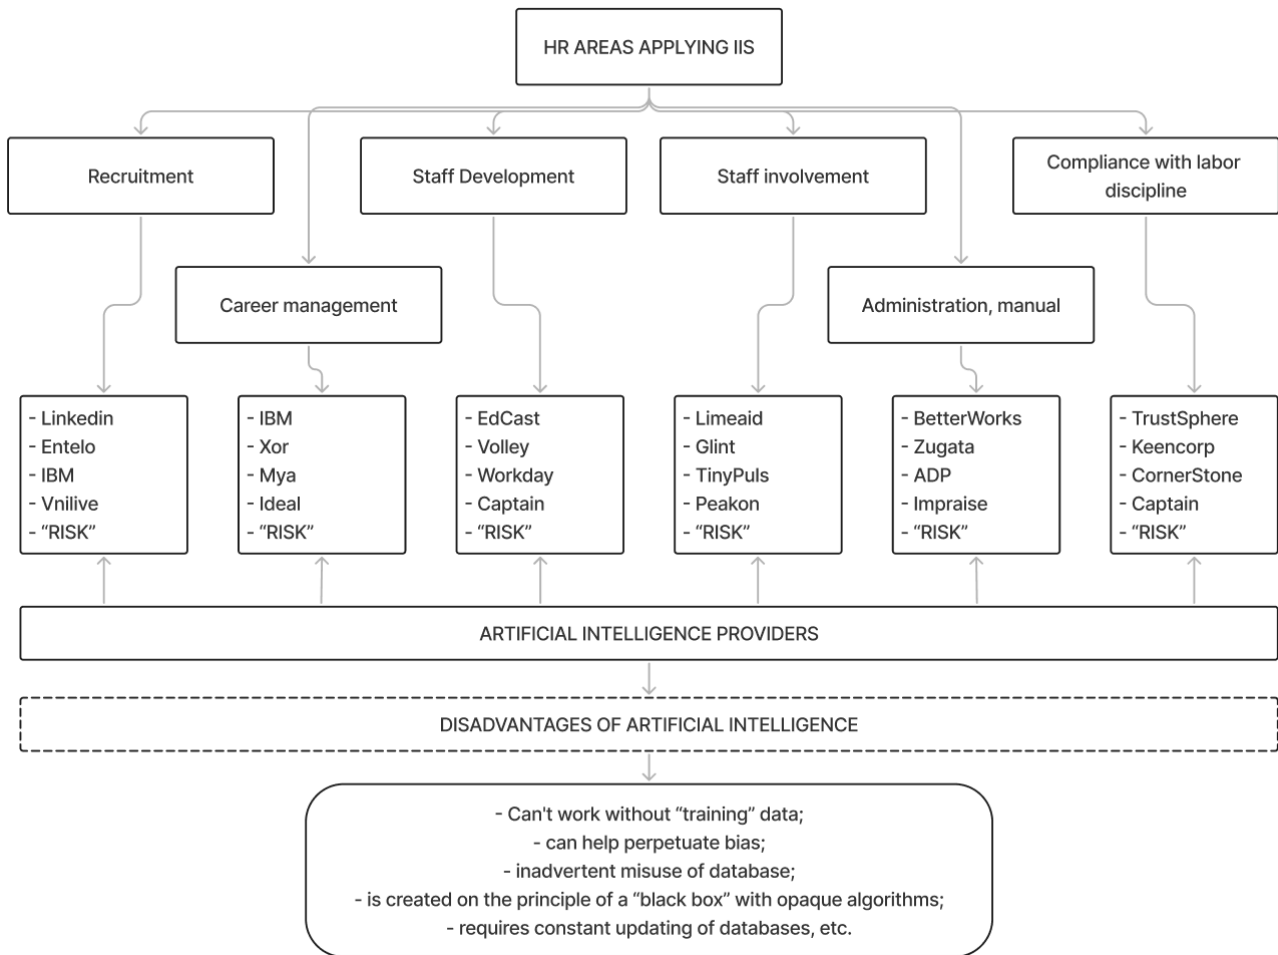 HR AREAS APPLYING IIS
Recruitment
Staff Development
Staff involvement
Compliance with labor
discipline
Career management
Administration, manual
- Linkedin
- Entelo
- IBM
- Vnilive
- “RISK”
- IBM
- Xor
- Mya
- Ideal
- “RISK”
- EdCast
- Volley
- Workday
- Captain
- “RISK”
- Limeaid
- Glint
- TinyPuls
- Peakon
- “RISK”
- BetterWorks
- Zugata
- ADP
- Impraise
- “RISK”
- TrustSphere
- Keencorp
- CornerStone
- Captain
- “RISK”
ARTIFICIAL INTELLIGENCE PROVIDERS
DISADVANTAGES OF ARTIFICIAL INTELLIGENCE
- Can't work without “training” data;
- can help perpetuate bias;
- inadvertent misuse of database;
- is created on the principle of a “black box” with opaque algorithms;
- requires constant updating of databases, etc.